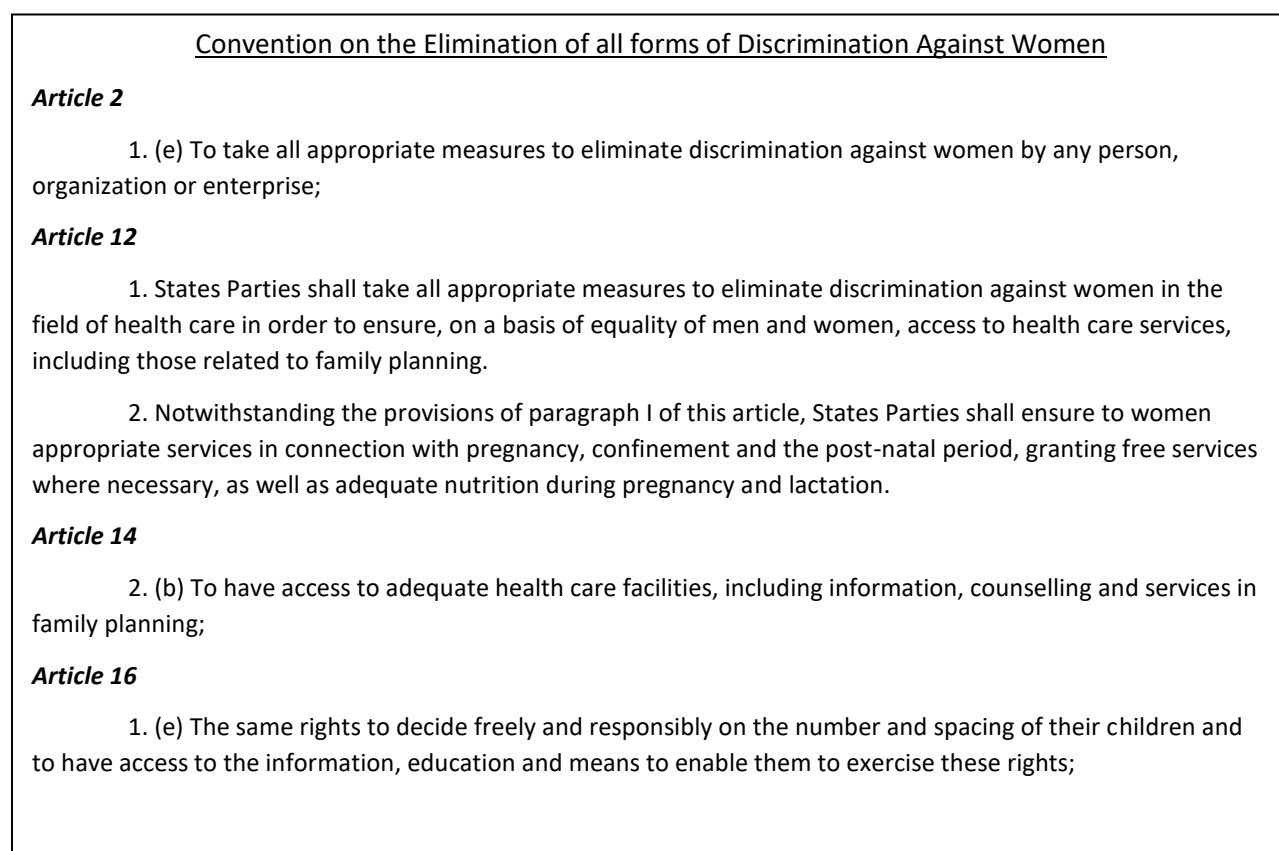 Convention on the Elimination of all forms of Discrimination Against Women
Article 2
1. (e) To take all appropriate measures to eliminate discrimination against women by any person,
organization or enterprise;
Article 12
1. States Parties shall take all appropriate measures to eliminate discrimination against women in the
field of health care in order to ensure, on a basis of equality of men and women, access to health care services,
including those related to family planning.
2. Notwithstanding the provisions of paragraph I of this article, States Parties shall ensure to women
appropriate services in connection with pregnancy, confinement and the post-natal period, granting free services
where necessary, as well as adequate nutrition during pregnancy and lactation.
Article 14
2. (b) To have access to adequate health care facilities, including information, counselling and services in
family planning;
Article 16
1. (e) The same rights to decide freely and responsibly on the number and spacing of their children and
to have access to the information, education and means to enable them to exercise these rights;